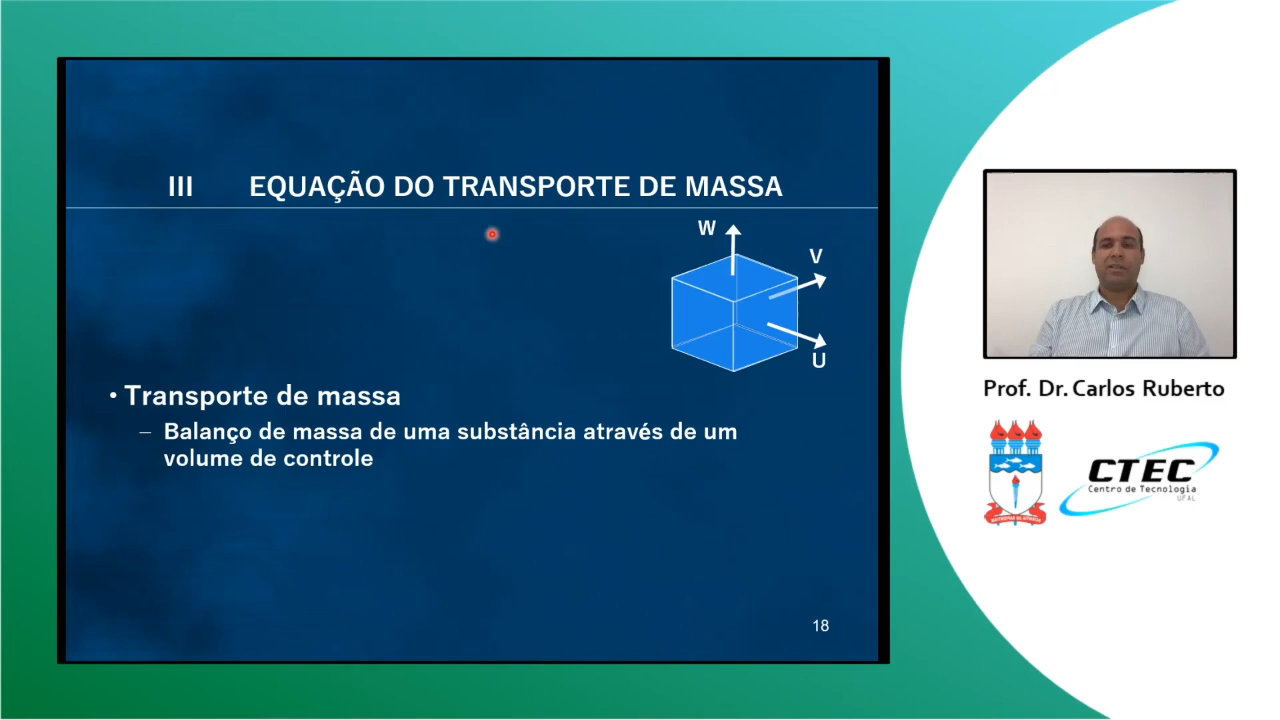 III EQUAÇÃO DO TRANSPORTE DE MASSA
W
V
U
• Transporte de massa
– Balanço de massa de uma substância através de um
volume de controle
18
Prof. Dr. Carlos Ruberto
CTEC
Centro de Tecnologia
UFAL